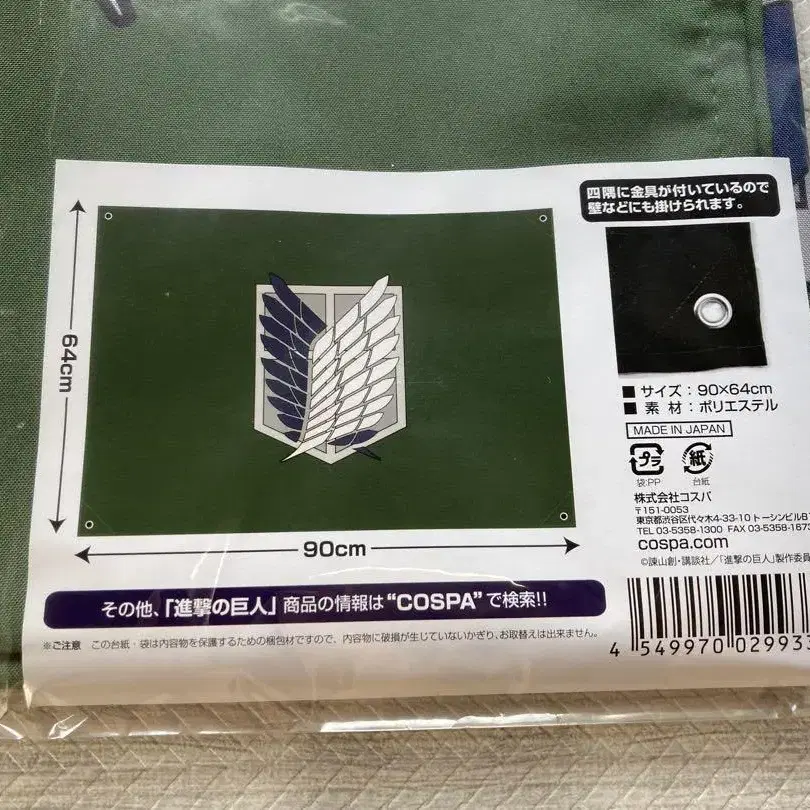 四隅に金具が付いているので
壁などにも掛けられます。
64cm
90cm
■ サイズ：90×64cm
■ 素 材：ポリエステル
MADE IN JAPAN
プラ 紙
袋:PP 台紙
株式会社コスパ
〒151-0053
東京都渋谷区代々木4-33-10 トーシンビル
TEL 03-5358-1300 FAX 03-5358-1673
cospa.com
©諫山創・講談社／「進撃の巨人」製作委員
その他、「進撃の巨人」商品の情報は“COSPA”で検索!!
※ご注意 この台紙・袋は内容物を保護するための梱包材ですので、内容物に破損が生じていないかぎり、お取替えは出来ません。
4 549970 02993